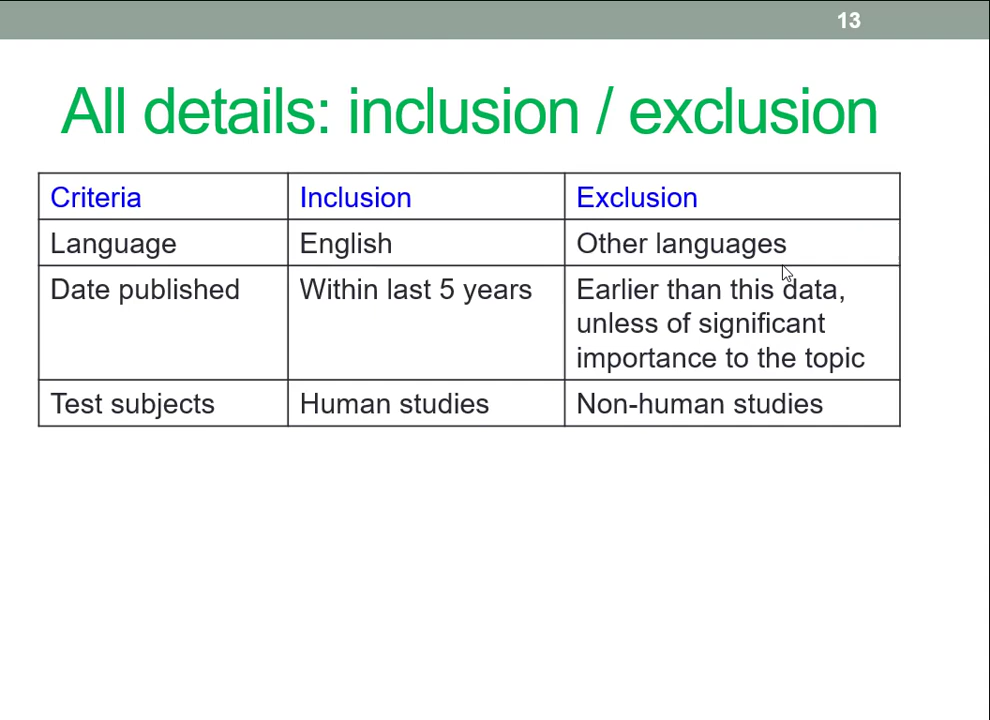 13
All details: inclusion / exclusion
Criteria
Inclusion
Exclusion
Language
English
Other languages
Date published
Within last 5 years
Earlier than this data,
unless of significant
importance to the topic
Test subjects
Human studies
Non-human studies